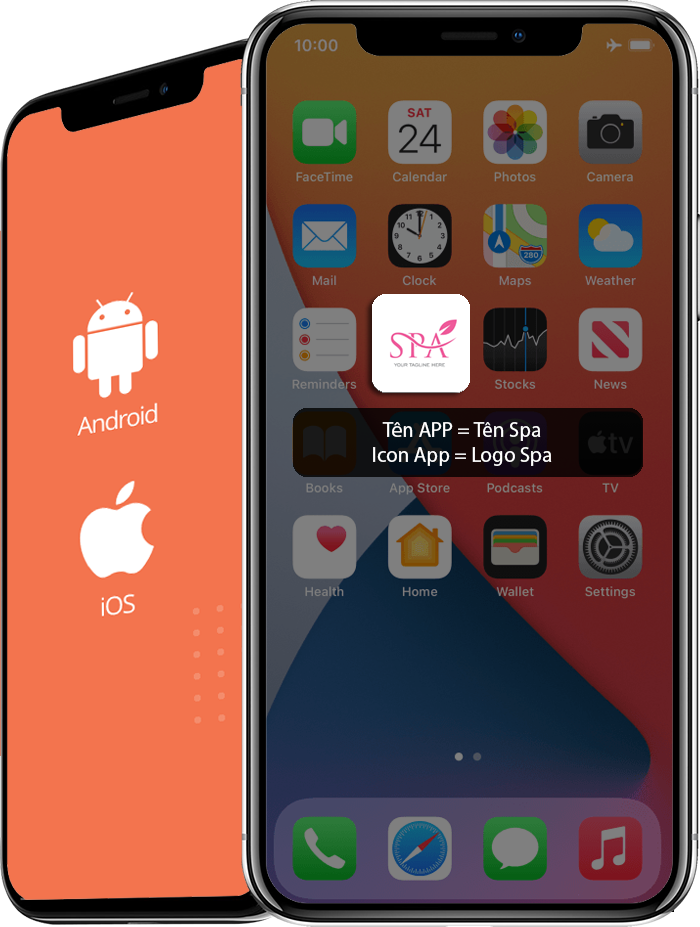 Android
iOS
10:00
SAT
24
FaceTime
Calendar
Photos
Camera
12
Mail
Clock
Maps
Weather
280
SPA
YOUR TAGLINE HERE
Reminders
Stocks
News
Tên APP = Tên Spa
Icon App = Logo Spa
tv
Books
App Store
Podcasts
TV
Health
Home
Wallet
Settings